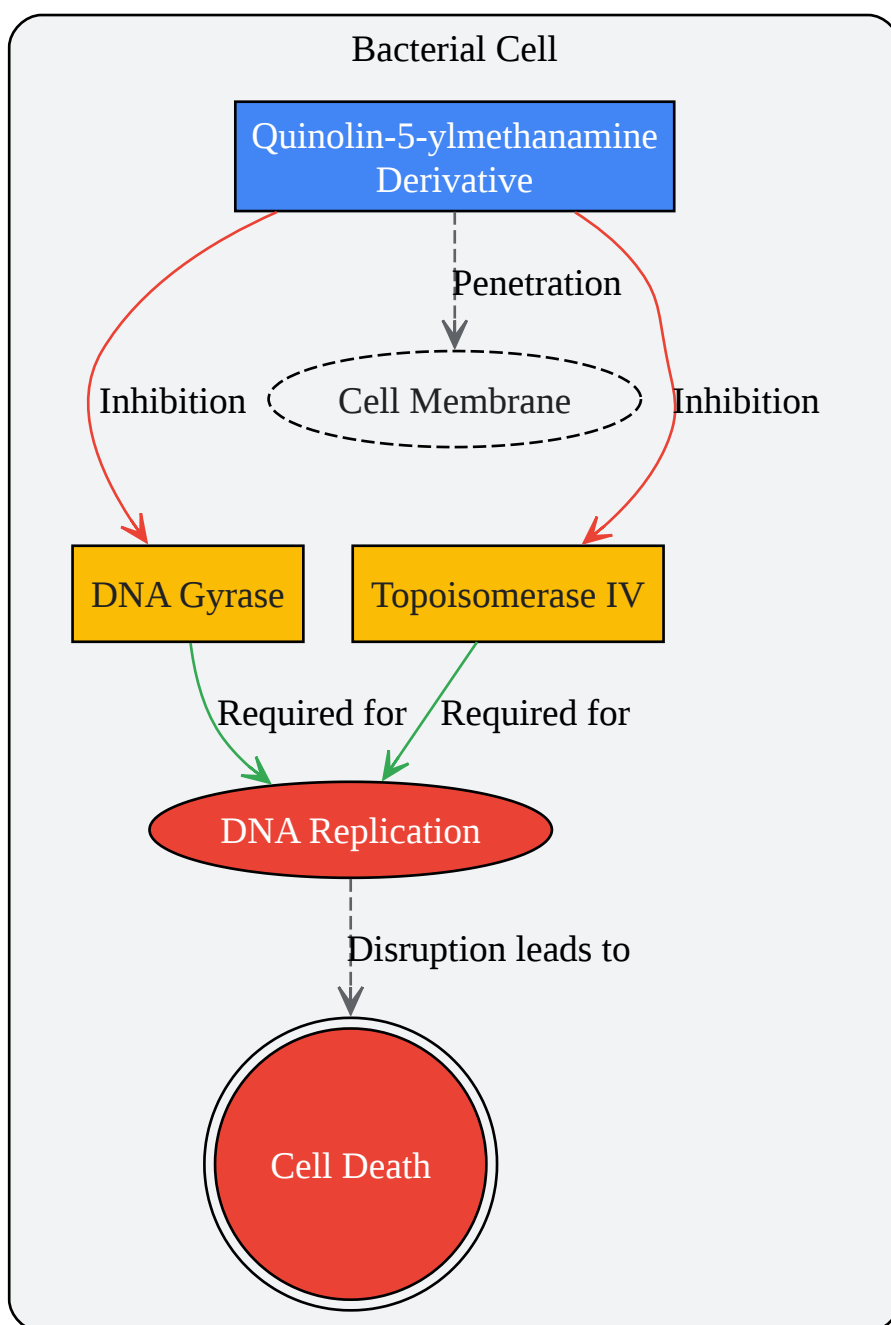 Bacterial Cell
Quinolin-5-ylmethanamine
Derivative
Penetration
Inhibition
Cell Membrane
Inhibition
DNA Gyrase
Topoisomerase IV
Required for
Required for
DNA Replication
Disruption leads to
Cell Death